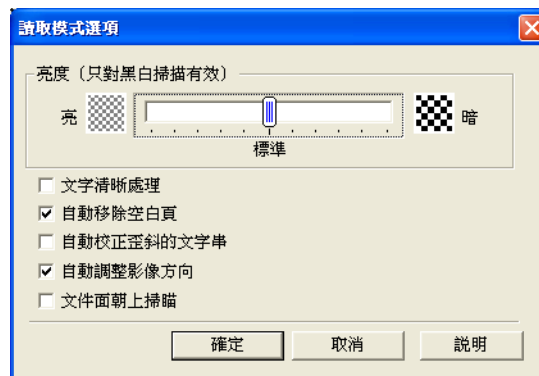 讀取模式選項
亮度（只對黑白掃描有效）
亮 暗
標準
文字清晰處理
自動移除空白頁
自動校正歪斜的文字串
自動調整影像方向
文件面朝上掃瞄
確定 取消 説明